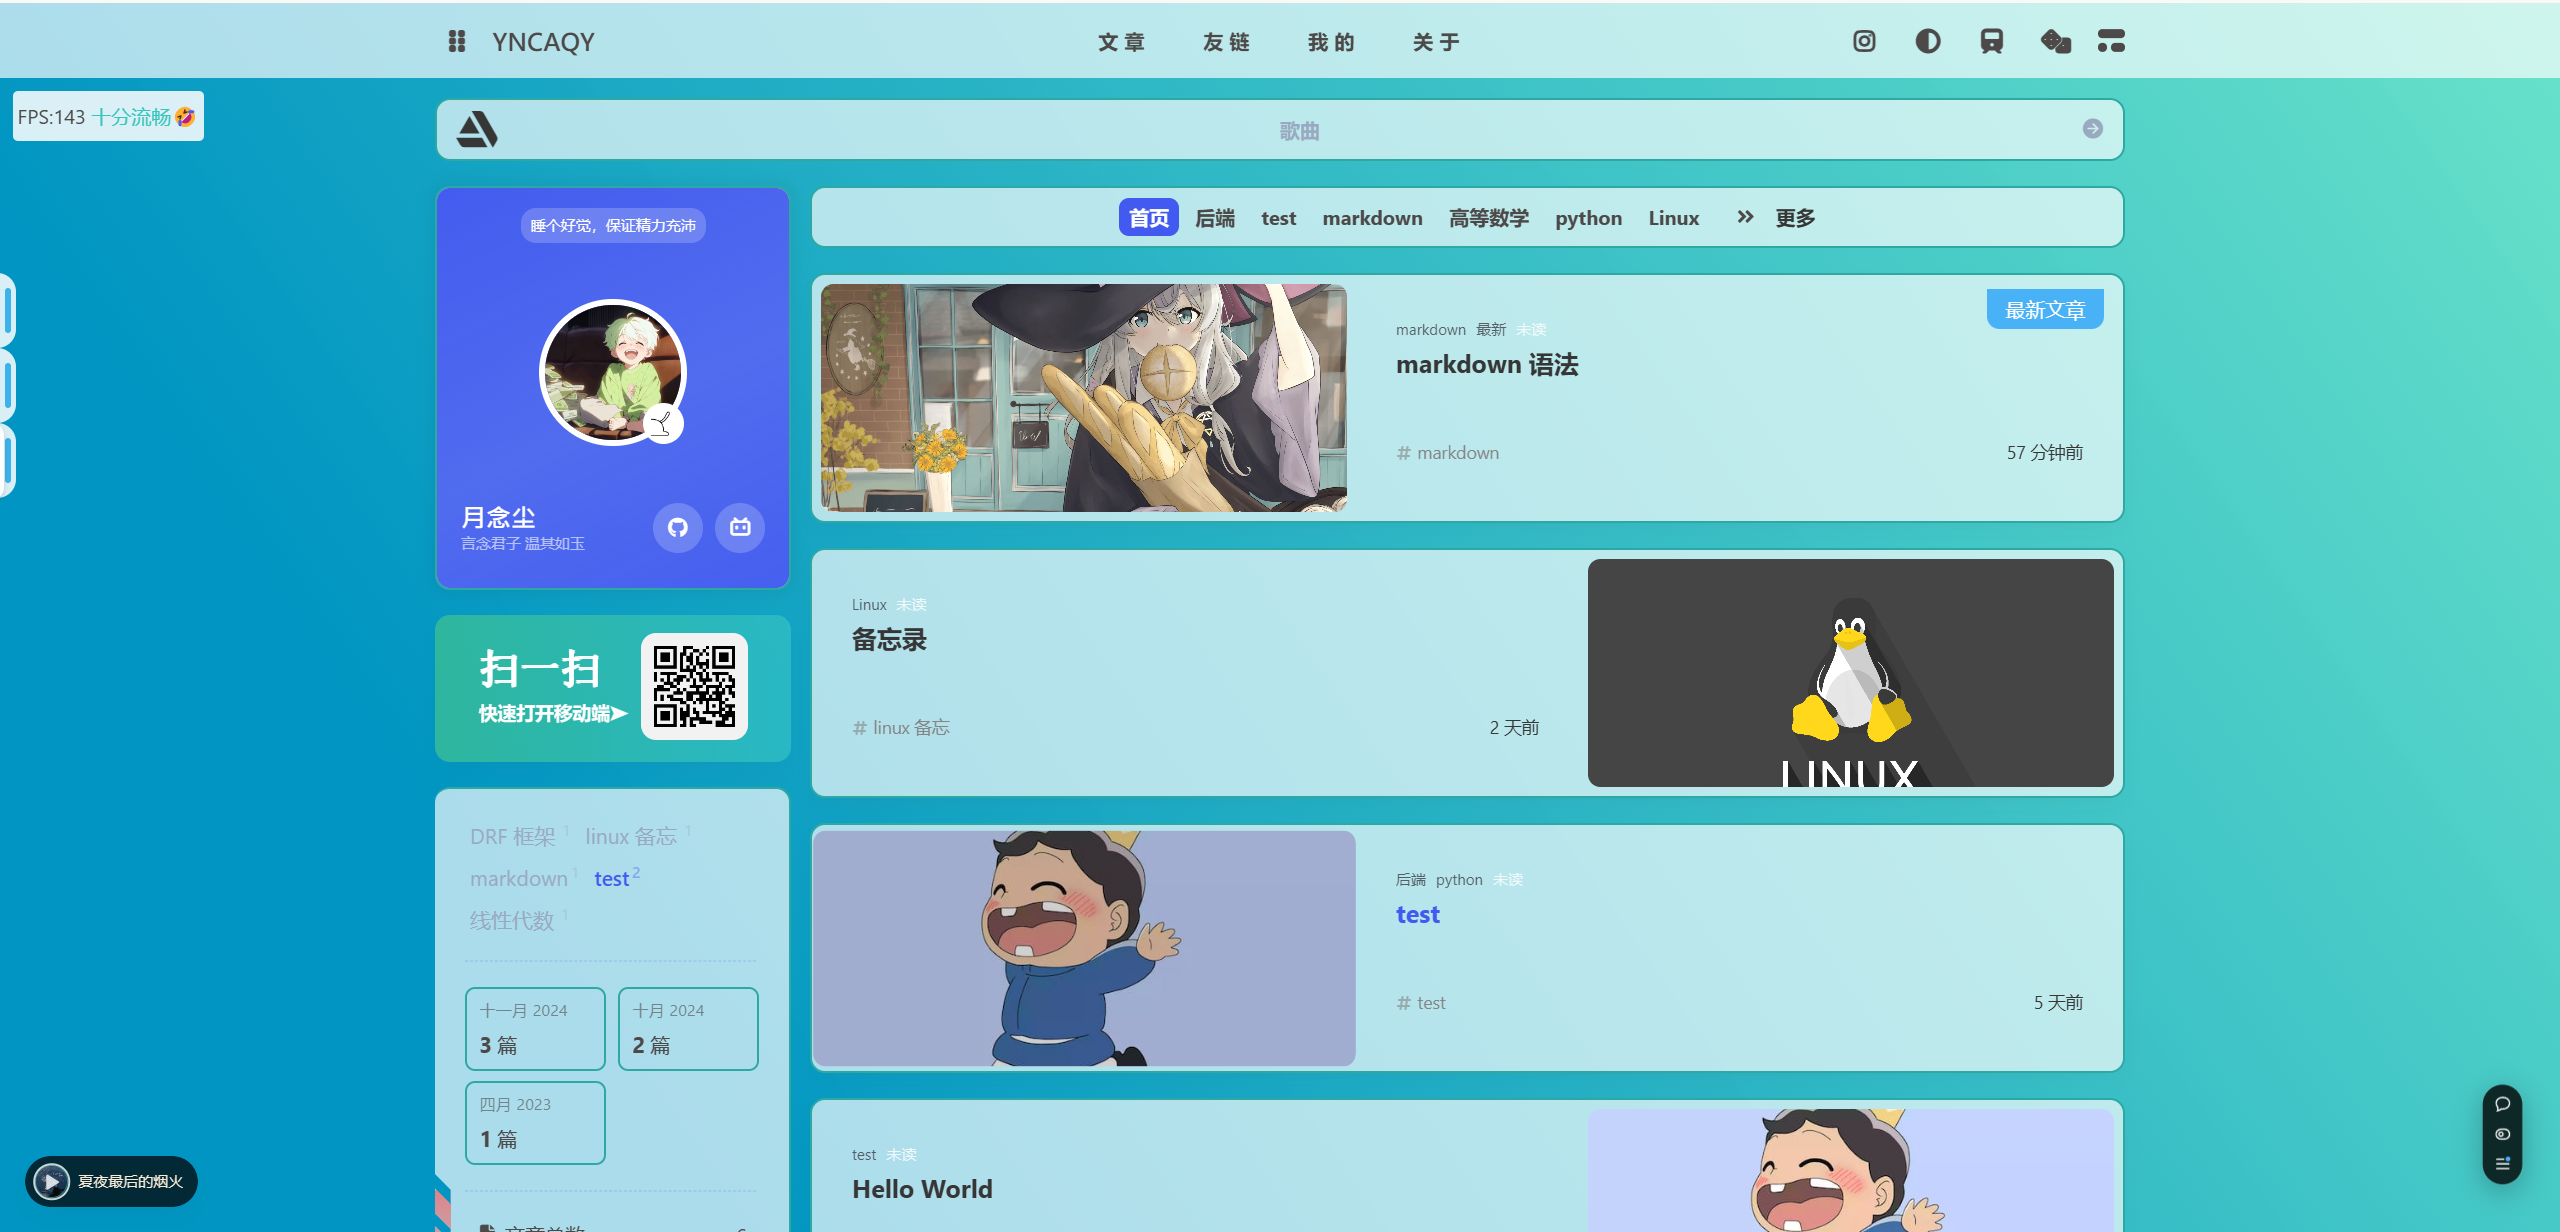 YNCAQY
文章 友链 我的 关于
FPS:143 十分流畅🤣
歌曲
睡个好觉，保证精力充沛
月念尘
言念君子 温其如玉
扫一扫
快速打开移动端➤
DRF 框架 1 linux 备忘 1
markdown 1 test 2
线性代数 1
十一月 2024
3 篇
十月 2024
2 篇
四月 2023
1 篇
文章总数
首页 后端 test markdown 高等数学 python Linux 更多
最新文章
markdown 最新 未读
markdown 语法
# markdown
57 分钟前
Linux 未读
备忘录
# linux 备忘
2 天前
LINUX
后端 python 未读
test
# test
5 天前
test 未读
Hello World
夏夜最后的烟火